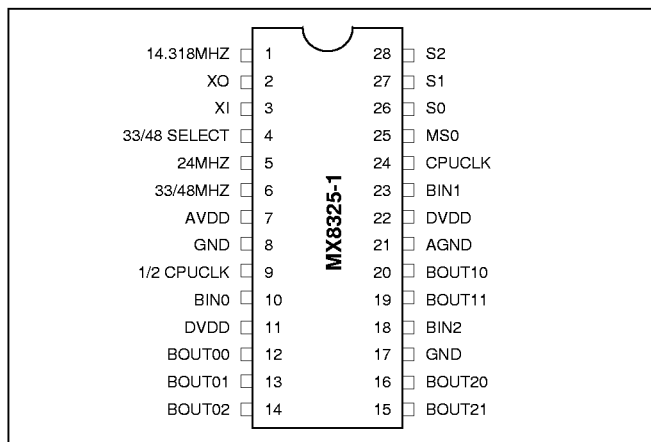 14.318MHZ 1 28 S2
XO 2 27 S1
XI 3 26 S0
33/48 SELECT 4 25 MS0
24MHZ 5 24 CPUCLK
33/48MHZ 6 23 BIN1
AVDD 7 22 DVDD
GND 8 21 AGND
1/2 CPUCLK 9 20 BOUT10
BIN0 10 19 BOUT11
DVDD 11 18 BIN2
BOUT00 12 17 GND
BOUT01 13 16 BOUT20
BOUT02 14 15 BOUT21
MX8325-1